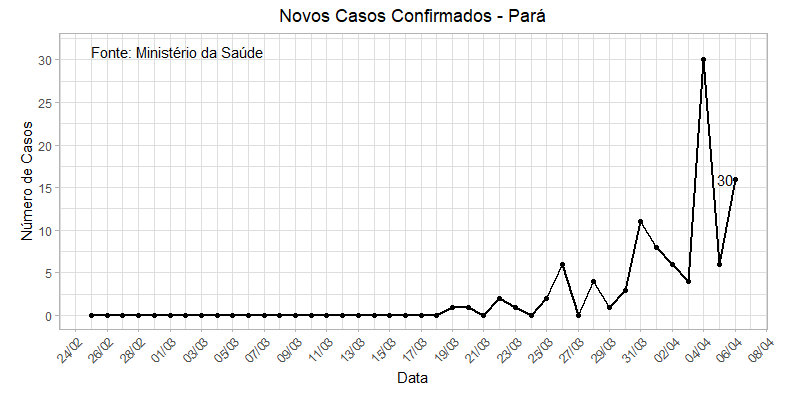 Novos Casos Confirmados - Pará
Fonte: Ministério da Saúde
Número de Casos
30
25
20
15
10
5
0
30
24/02 26/02 28/02 01/03 03/03 05/03 07/03 09/03 11/03 13/03 15/03 17/03 19/03 21/03 23/03 25/03 27/03 29/03 31/03 02/04 04/04 06/04 08/04
Data